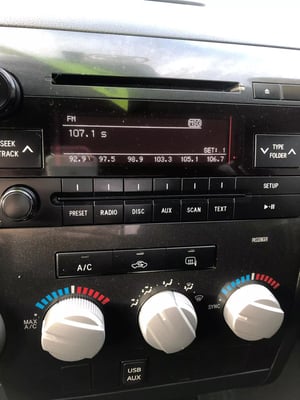 FM
107.1 S
SET:1
92.9 97.5 98.9 103.3 105.1 106.7
SEEK
TRACK
TYPE
FOLDER
SETUP
PRESET RADIO DISC AUX SCAN TEXT
A/C
PASSENGER
MAX
A/C
SYNC
USB
AUX